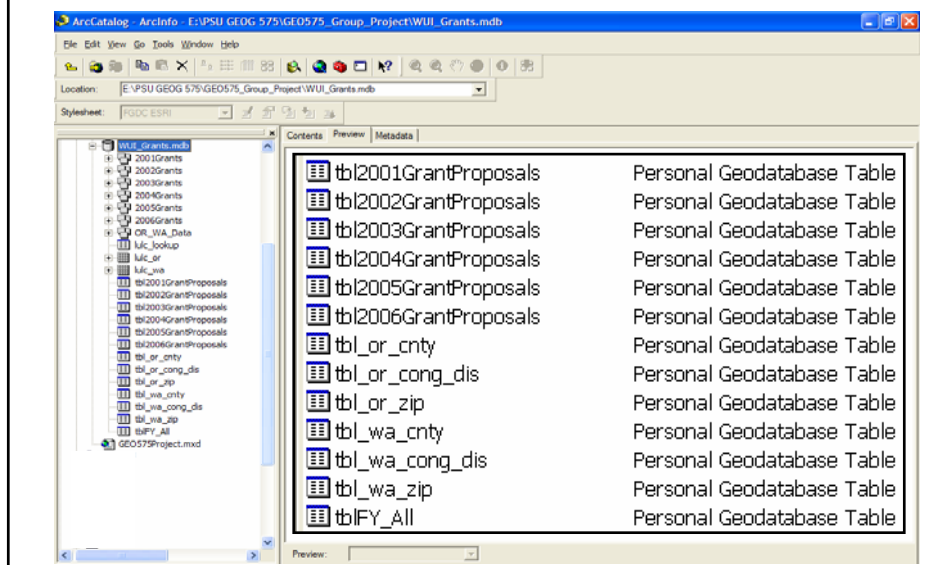 ArcCatalog - ArcInfo - E:\PSU GEOG 575\GEO575_Group_Project\WUI_Grants.mdb
File Edit View Go Tools Window Help
Location: E:\PSU GEOG 575\GEO575_Group_Project\WUI_Grants.mdb
Stylesheet: FGDC ESRI
Contents Preview Metadata
WUI_Grants.mdb
2001Grants
2002Grants
2003Grants
2004Grants
2005Grants
2006Grants
OR_WA_Data
lulc_lookup
lulc_or
lulc_wa
tbl2001GrantProposals
tbl2002GrantProposals
tbl2003GrantProposals
tbl2004GrantProposals
tbl2005GrantProposals
tbl2006GrantProposals
tbl_or_cnty
tbl_or_cong_dis
tbl_or_zip
tbl_wa_cnty
tbl_wa_cong_dis
tbl_wa_zip
tblFY_All
GEO575Project.mxd
tbl2001GrantProposals Personal Geodatabase Table
tbl2002GrantProposals Personal Geodatabase Table
tbl2003GrantProposals Personal Geodatabase Table
tbl2004GrantProposals Personal Geodatabase Table
tbl2005GrantProposals Personal Geodatabase Table
tbl2006GrantProposals Personal Geodatabase Table
tbl_or_cnty Personal Geodatabase Table
tbl_or_cong_dis Personal Geodatabase Table
tbl_or_zip Personal Geodatabase Table
tbl_wa_cnty Personal Geodatabase Table
tbl_wa_cong_dis Personal Geodatabase Table
tbl_wa_zip Personal Geodatabase Table
tblFY_All Personal Geodatabase Table
Preview: